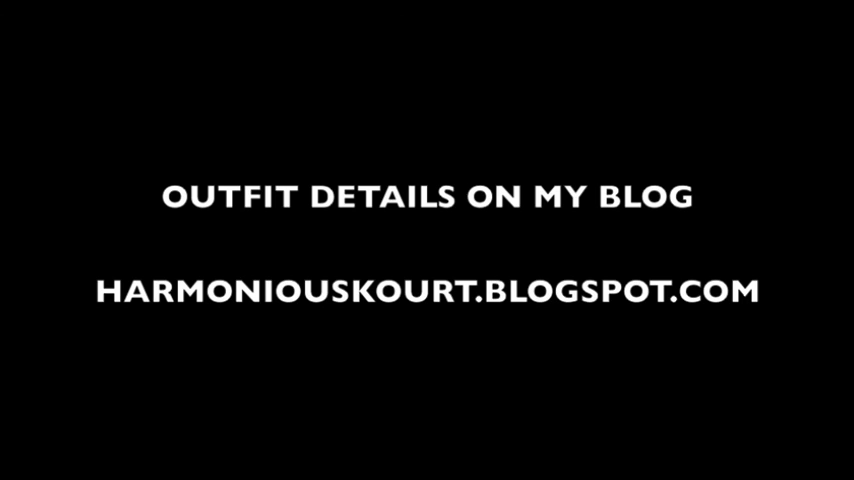 OUTFIT DETAILS ON MY BLOG
HARMONIOUSKOURT.BLOGSPOT.COM